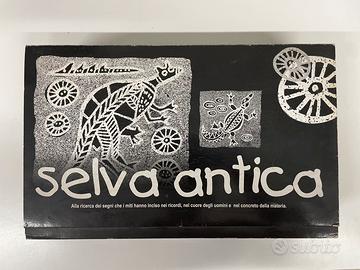 selva antica
Alla ricerca dei segni che i miti hanno inciso nei ricordi, nel cuore degli uomini e nel concreto della materia.
subito